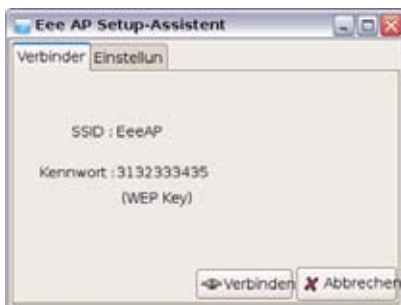 Eee AP Setup-Assistent
Verbinder Einstellun
SSID : EeeAP
Kennwort : 3132333435
(WEP Key)
Verbinden Abbrechen